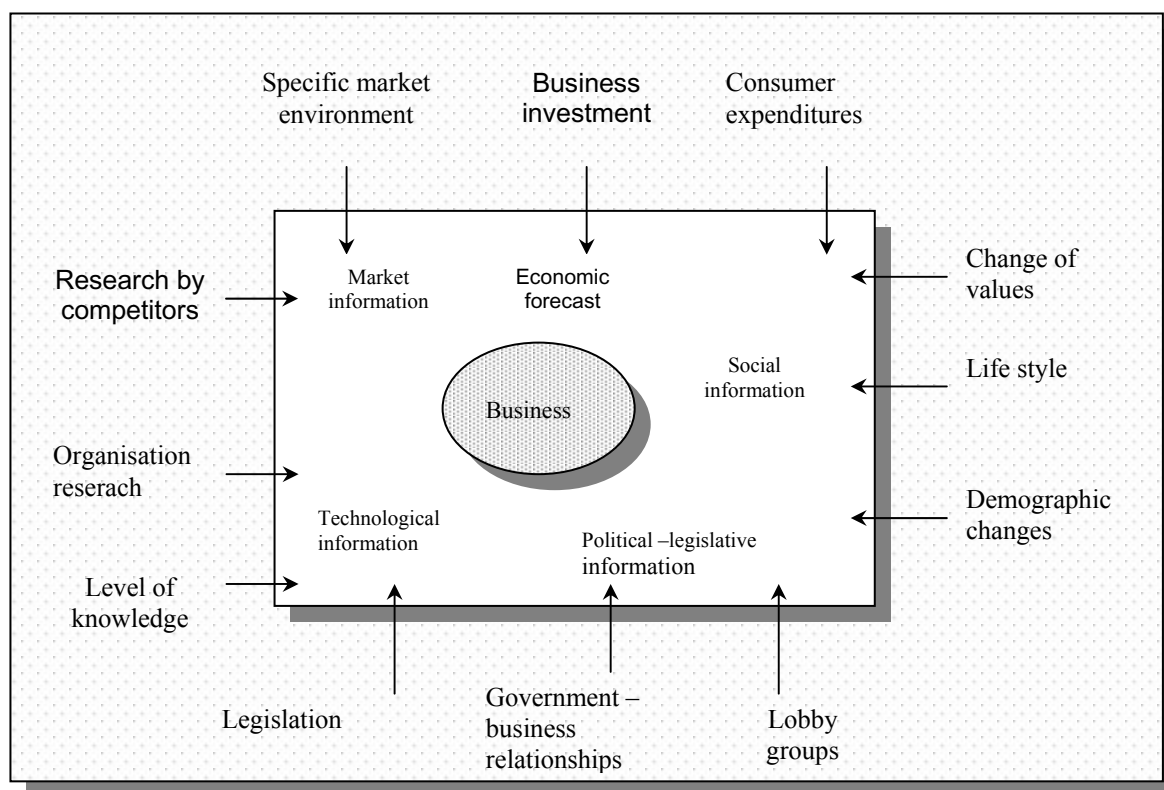 Specific market
environment
Business
investment
Consumer
expenditures
Research by
competitors
Market
information
Economic
forecast
Change of
values
Social
information
Life style
Business
Organisation
reserach
Technological
information
Political –legislative
information
Demographic
changes
Level of
knowledge
Legislation
Government –
business
relationships
Lobby
groups